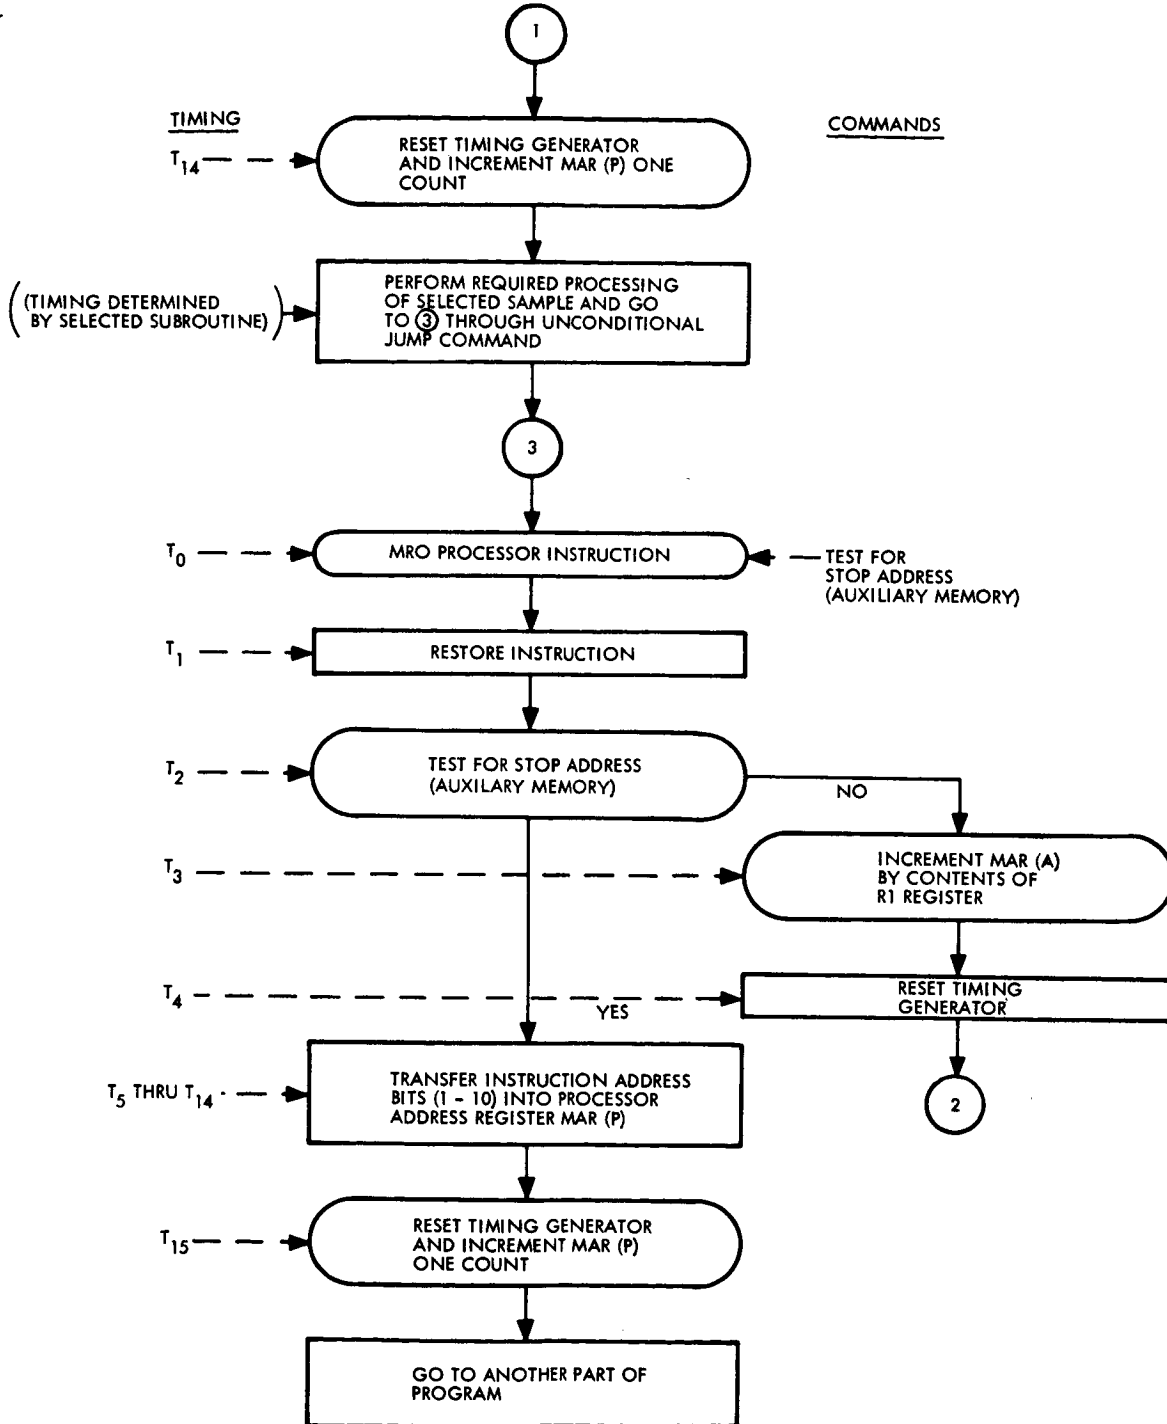 1
TIMING
COMMANDS
T14
RESET TIMING GENERATOR
AND INCREMENT MAR (P) ONE
COUNT
(TIMING DETERMINED
BY SELECTED SUBROUTINE)
PERFORM REQUIRED PROCESSING
OF SELECTED SAMPLE AND GO
TO 3 THROUGH UNCONDITIONAL
JUMP COMMAND
3
T0
MRO PROCESSOR INSTRUCTION
TEST FOR
STOP ADDRESS
(AUXILIARY MEMORY)
T1
RESTORE INSTRUCTION
T2
TEST FOR STOP ADDRESS
(AUXILARY MEMORY)
NO
T3
INCREMENT MAR (A)
BY CONTENTS OF
R1 REGISTER
T4
YES
RESET TIMING
GENERATOR
T5 THRU T14
TRANSFER INSTRUCTION ADDRESS
BITS (1 - 10) INTO PROCESSOR
ADDRESS REGISTER MAR (P)
2
T15
RESET TIMING GENERATOR
AND INCREMENT MAR (P)
ONE COUNT
GO TO ANOTHER PART OF
PROGRAM